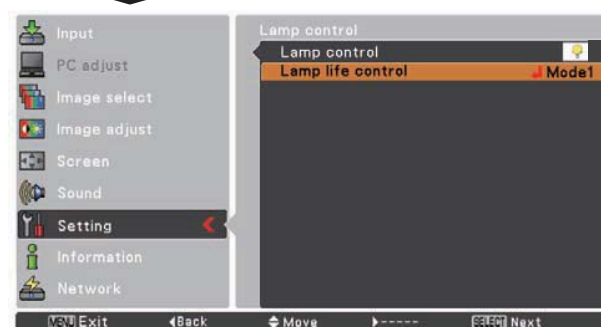 Input
PC adjust
Image select
Image adjust
Screen
Sound
Setting
Information
Network
Lamp control
Lamp control
Lamp life control Mode1
MENU Exit ◀Back Move ▶----- SELECT Next